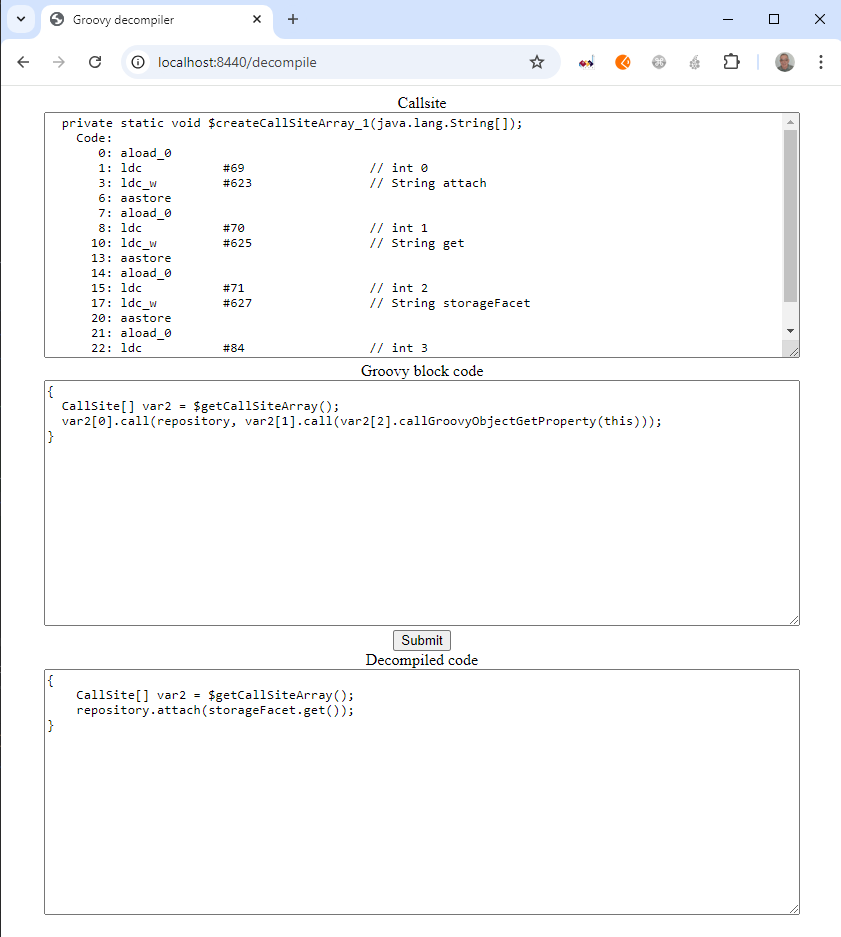 Groovy decompiler
localhost:8440/decompile
Callsite
  private static void $createCallSiteArray_1(java.lang.String[]);
    Code:
       0: aload_0
       1: ldc           #69                 // int 0
       3: ldc_w         #623                // String attach
       6: aastore
       7: aload_0
       8: ldc           #70                 // int 1
      10: ldc_w         #625                // String get
      13: aastore
      14: aload_0
      15: ldc           #71                 // int 2
      17: ldc_w         #627                // String storageFacet
      20: aastore
      21: aload_0
      22: ldc           #84                 // int 3
Groovy block code
{
  CallSite[] var2 = $getCallSiteArray();
  var2[0].call(repository, var2[1].call(var2[2].callGroovyObjectGetProperty(this)));
}
Submit
Decompiled code
{
    CallSite[] var2 = $getCallSiteArray();
    repository.attach(storageFacet.get());
}